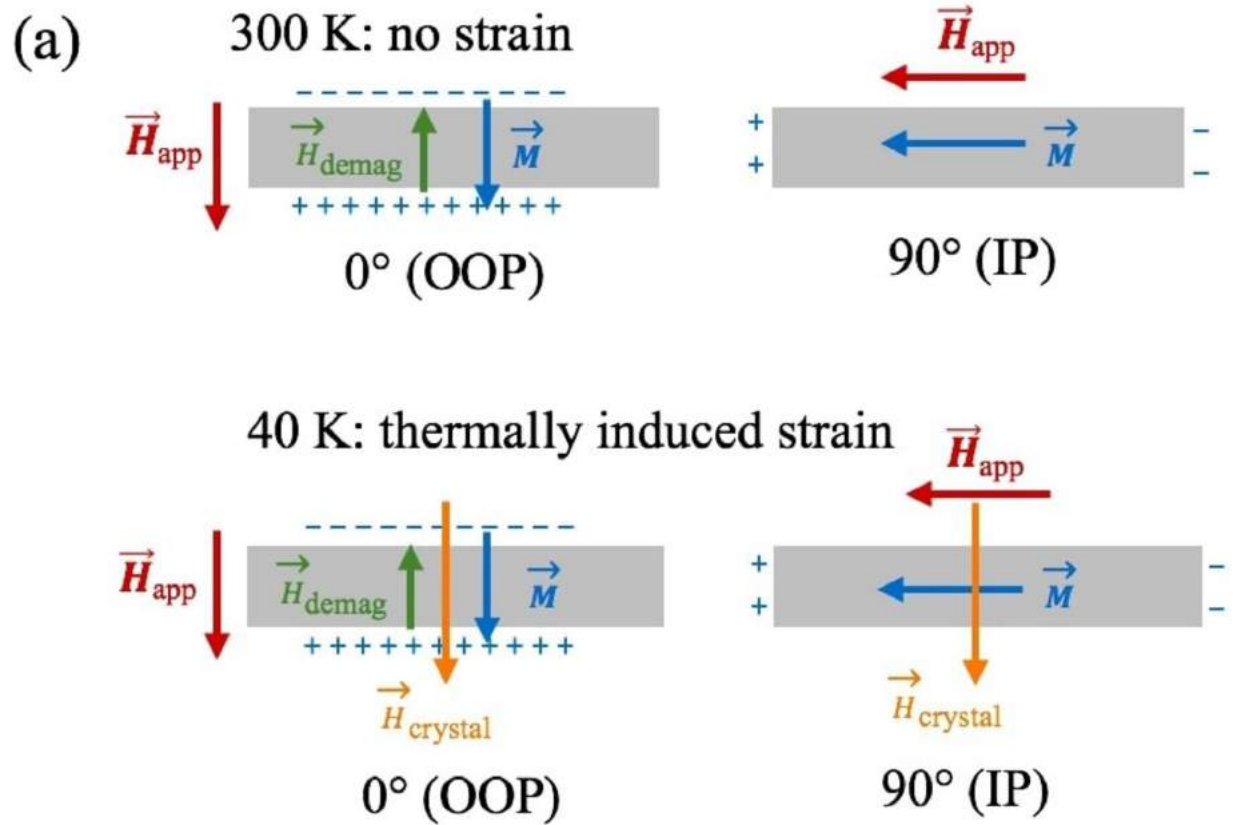 (a) 300 K: no strain
H⃗app
H⃗app
H⃗demag
M⃗
M⃗
+
+
−
−
− − − − − − − − − −
+ + + + + + + + + +
0° (OOP)
90° (IP)
40 K: thermally induced strain
H⃗app
H⃗app
H⃗demag
M⃗
M⃗
+
+
−
−
− − − − − − − − − −
+ + + + + + + + + +
H⃗crystal
H⃗crystal
0° (OOP)
90° (IP)